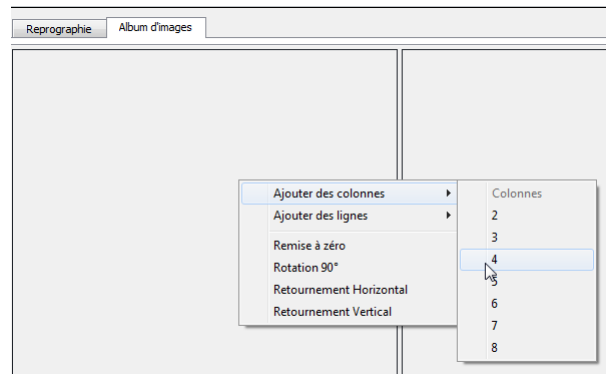 Reprographie
Album d'images
Ajouter des colonnes
Ajouter des lignes
Remise à zéro
Rotation 90°
Retournement Horizontal
Retournement Vertical
Colonnes
2
3
4
5
6
7
8